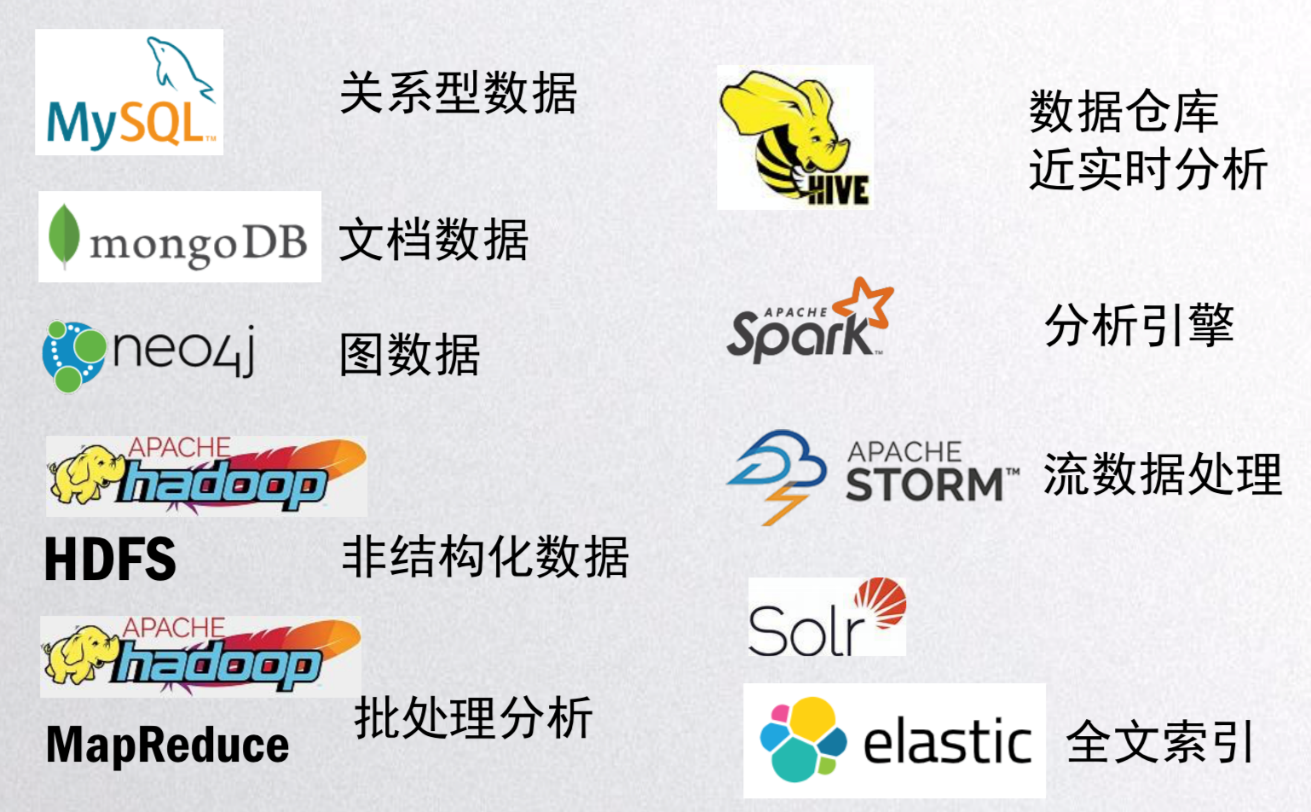 MySQL™
关系型数据
mongoDB
文档数据
neo4j
图数据
APACHE
hadoop
HDFS
非结构化数据
APACHE
hadoop
MapReduce
批处理分析
HIVE
数据仓库
近实时分析
APACHE
Spark™
分析引擎
APACHE
STORM™
流数据处理
Solr
elastic
全文索引